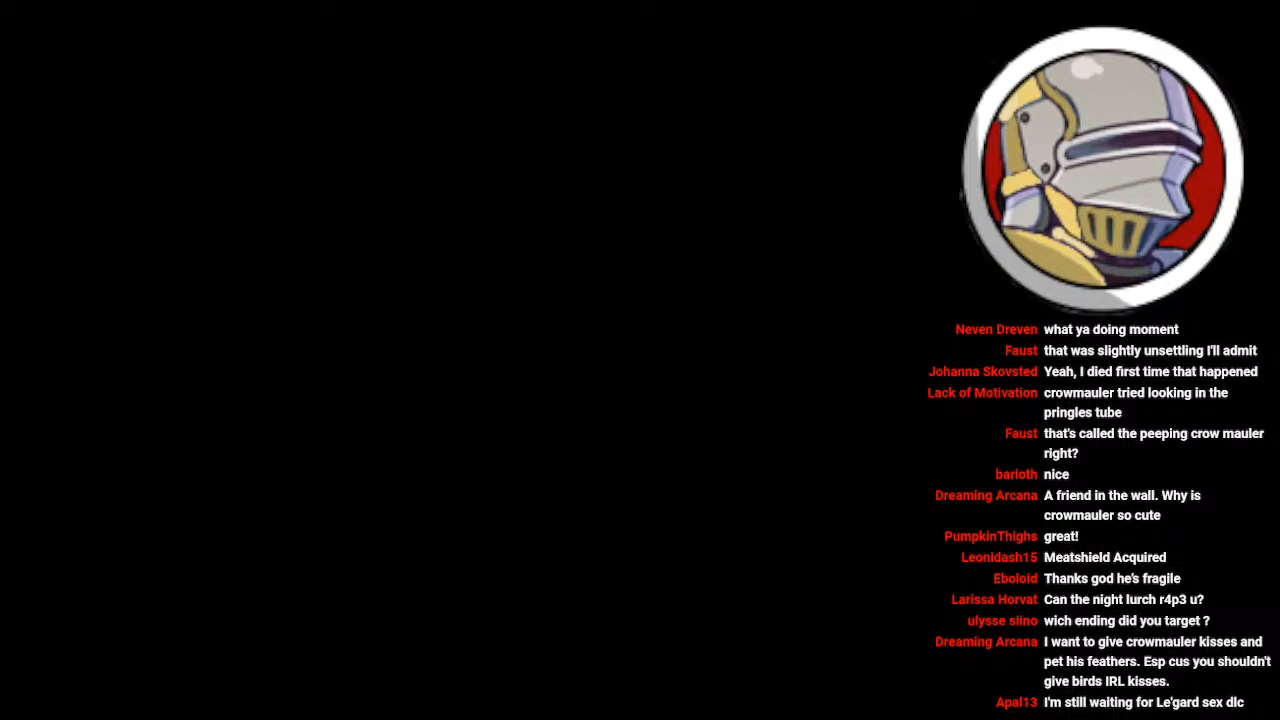 Neven Dreven what ya doing moment
Faust that was slightly unsettling I'll admit
Johanna Skovsted Yeah, I died first time that happened
Lack of Motivation crowmauler tried looking in the
pringles tube
Faust that's called the peeping crow mauler
right?
barioth nice
Dreaming Arcana A friend in the wall. Why is
crowmauler so cute
PumpkinThighs great!
Leonidash15 Meatshield Acquired
Eboloid Thanks god he's fragile
Larissa Horvat Can the night lurch r4p3 u?
ulysse siino wich ending did you target ?
Dreaming Arcana I want to give crowmauler kisses and
pet his feathers. Esp cus you shouldn't
give birds IRL kisses.
Apal13 I'm still waiting for Le'gard sex dlc